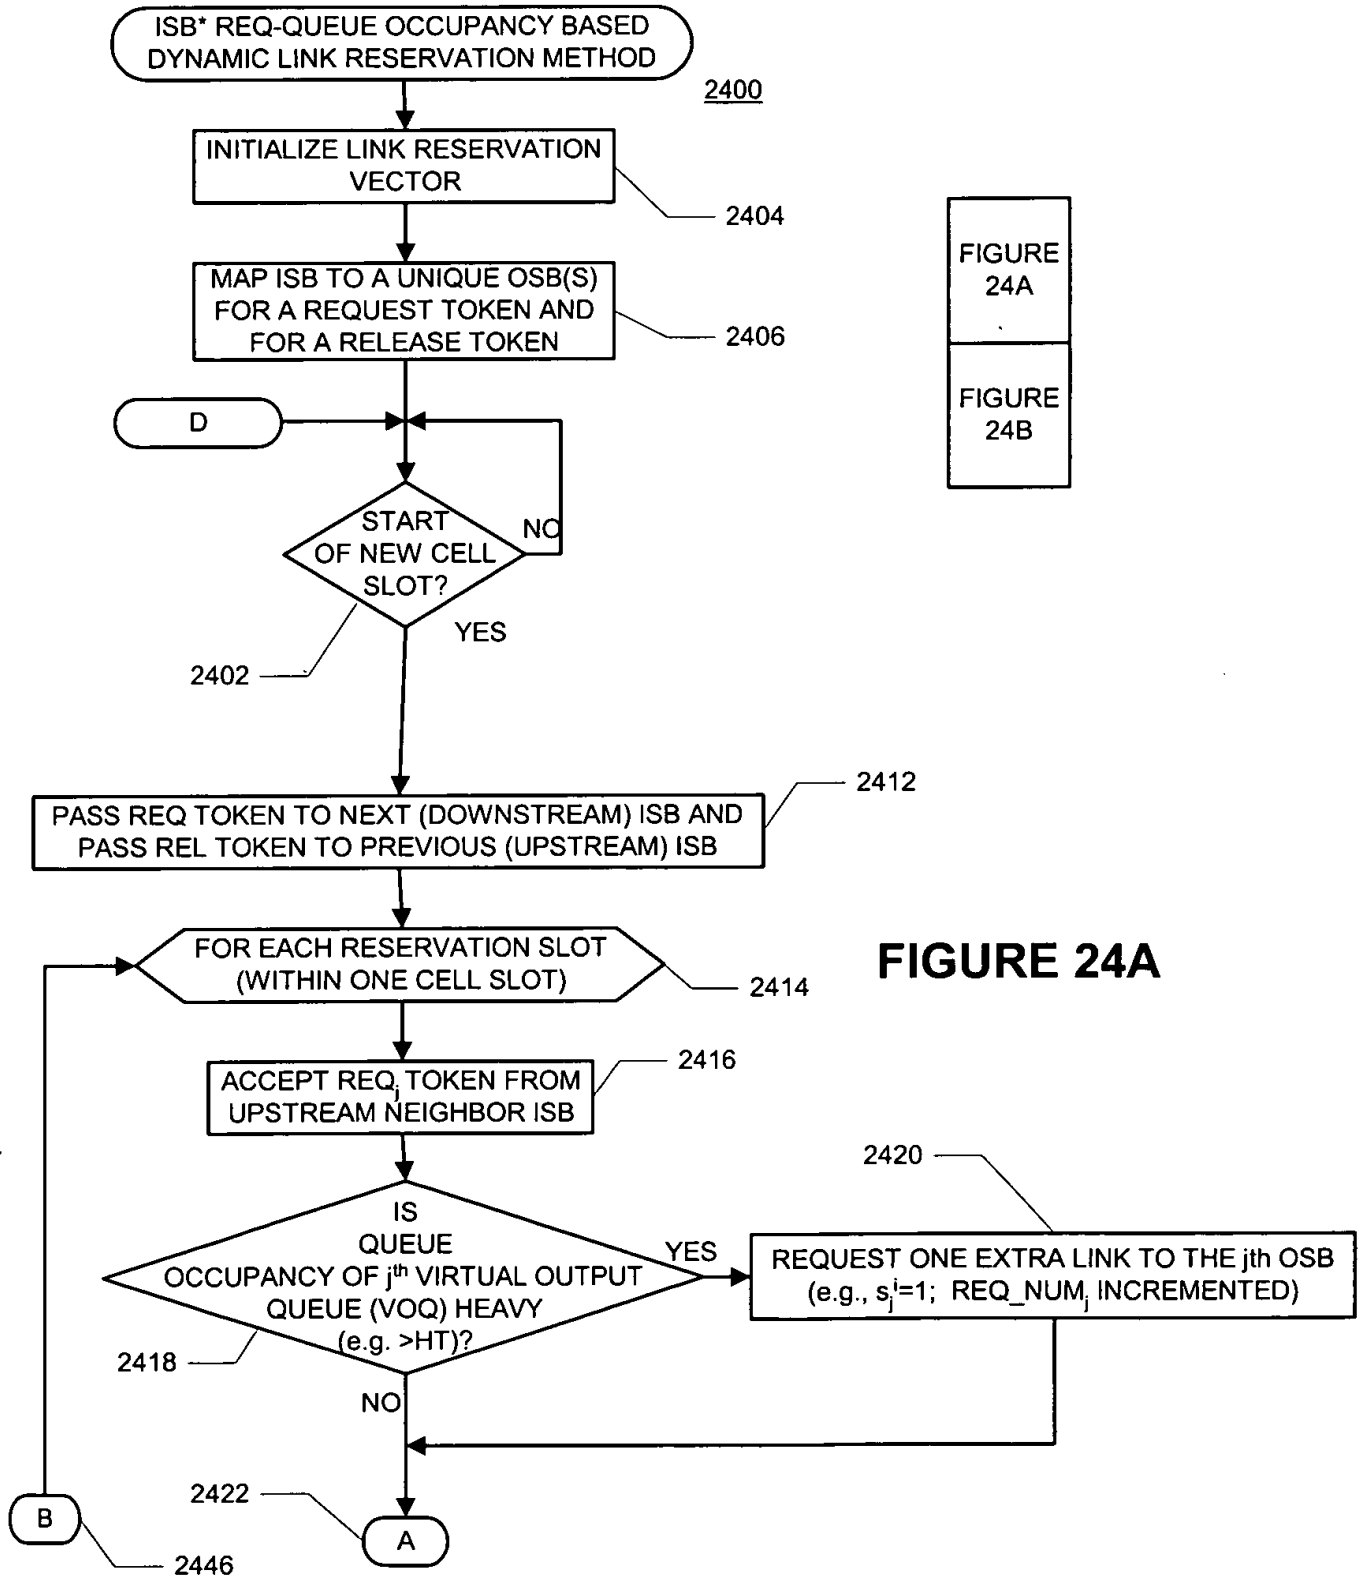 ISB* REQ-QUEUE OCCUPANCY BASED
DYNAMIC LINK RESERVATION METHOD
2400
INITIALIZE LINK RESERVATION
VECTOR
2404
MAP ISB TO A UNIQUE OSB(S)
FOR A REQUEST TOKEN AND
FOR A RELEASE TOKEN
2406
FIGURE
24A
FIGURE
24B
D
START
OF NEW CELL
SLOT?
NO
YES
2402
2412
PASS REQ TOKEN TO NEXT (DOWNSTREAM) ISB AND
PASS REL TOKEN TO PREVIOUS (UPSTREAM) ISB
FOR EACH RESERVATION SLOT
(WITHIN ONE CELL SLOT)
2414
FIGURE 24A
2416
ACCEPT REQj TOKEN FROM
UPSTREAM NEIGHBOR ISB
2420
IS
QUEUE
OCCUPANCY OF jth VIRTUAL OUTPUT
QUEUE (VOQ) HEAVY
(e.g. >HT)?
YES
REQUEST ONE EXTRA LINK TO THE jth OSB
(e.g., sji=1; REQ_NUMj INCREMENTED)
2418
NO
2422
A
B
2446